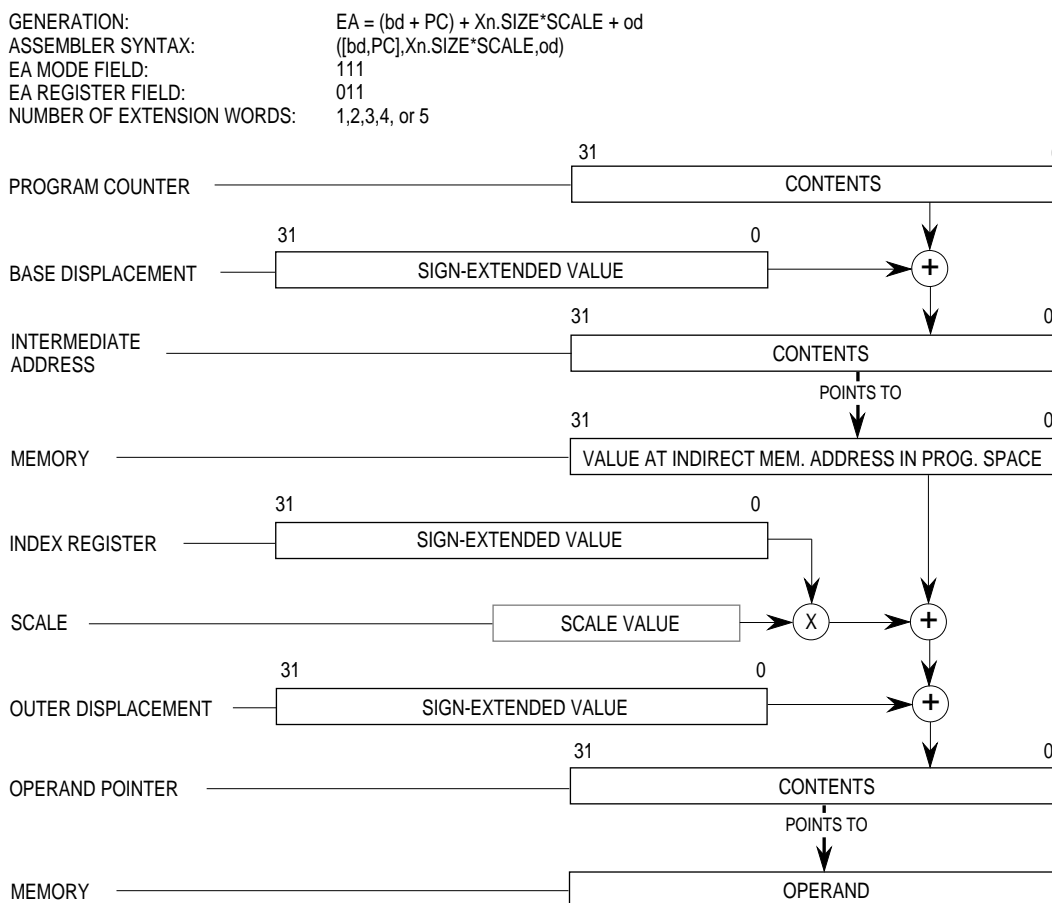 GENERATION: EA = (bd + PC) + Xn.SIZE*SCALE + od
ASSEMBLER SYNTAX: ([bd,PC],Xn.SIZE*SCALE,od)
EA MODE FIELD: 111
EA REGISTER FIELD: 011
NUMBER OF EXTENSION WORDS: 1,2,3,4, or 5
31
PROGRAM COUNTER CONTENTS
31 0
BASE DISPLACEMENT SIGN-EXTENDED VALUE +
31 0
INTERMEDIATE
ADDRESS
CONTENTS
POINTS TO
31 0
MEMORY VALUE AT INDIRECT MEM. ADDRESS IN PROG. SPACE
31 0
INDEX REGISTER SIGN-EXTENDED VALUE
SCALE SCALE VALUE X +
31 0
OUTER DISPLACEMENT SIGN-EXTENDED VALUE +
31 0
OPERAND POINTER CONTENTS
POINTS TO
MEMORY OPERAND